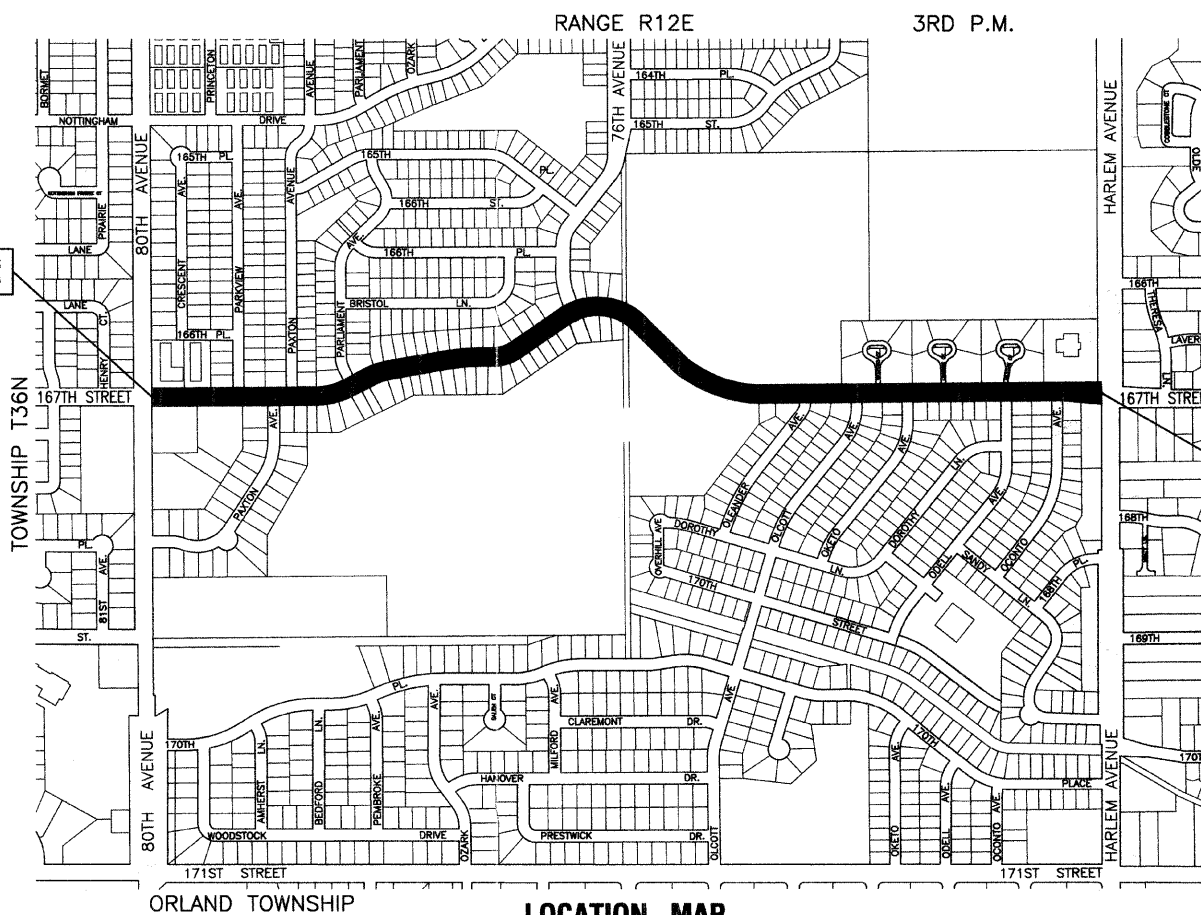 RANGE R12E
3RD P.M.
BORMET
PRINCETON
AVENUE
PARLIAMENT
OZARK
76TH AVENUE
164TH PL.
HARLEM AVENUE
COBBLESTONE CT
OLDE
NOTTINGHAM
DRIVE
165TH ST.
80TH AVENUE
165TH PL.
165TH
PL.
AVE.
AVE.
AVENUE
PRAIRIE
166TH ST.
LANE
AVE.
166TH PL.
CRESCENT
PARKVIEW
166TH
THERESA
LANE
CT.
BRISTOL LN.
166TH PL.
PAXTON
PARLIAMENT
LN.
HENRY
167TH STREET
167TH STREET
TOWNSHIP T36N
AVE.
AVE.
AVE.
AVE.
AVE.
PAXTON
LN.
OLEANDER
AVE.
168TH
OVERHILL AVE
DOROTHY
OLCOTT
OKETO
DOROTHY
OCONTO
PL.
AVE.
LN.
ODELL
SANDY
LN.
168TH
PL.
170TH
STREET
81ST
ST.
169TH
PL.
AVE.
AVE.
AVE
LN.
AVE.
SALEM CT
CLAREMONT DR.
170TH
LN.
MILFORD
AVE.
170TH
80TH AVENUE
AMHERST
BEDFORD
PEMBROKE
HANOVER DR.
AVE.
AVE.
PLACE
HARLEM AVENUE
WOODSTOCK DRIVE
OZARK
PRESTWICK DR.
OLCOTT
OKETO
ODELL
OCONTO
171ST STREET
171ST STREET
ORLAND TOWNSHIP
LOCATION MAP